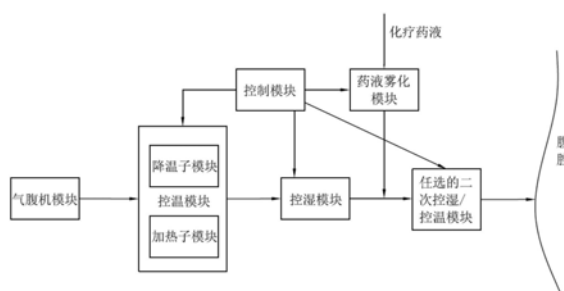 化疗药液
控制模块
药液雾化
模块
降温子模块
气腹机模块
控温模块
控湿模块
任选的二
次控湿/
控温模块
加热子模块